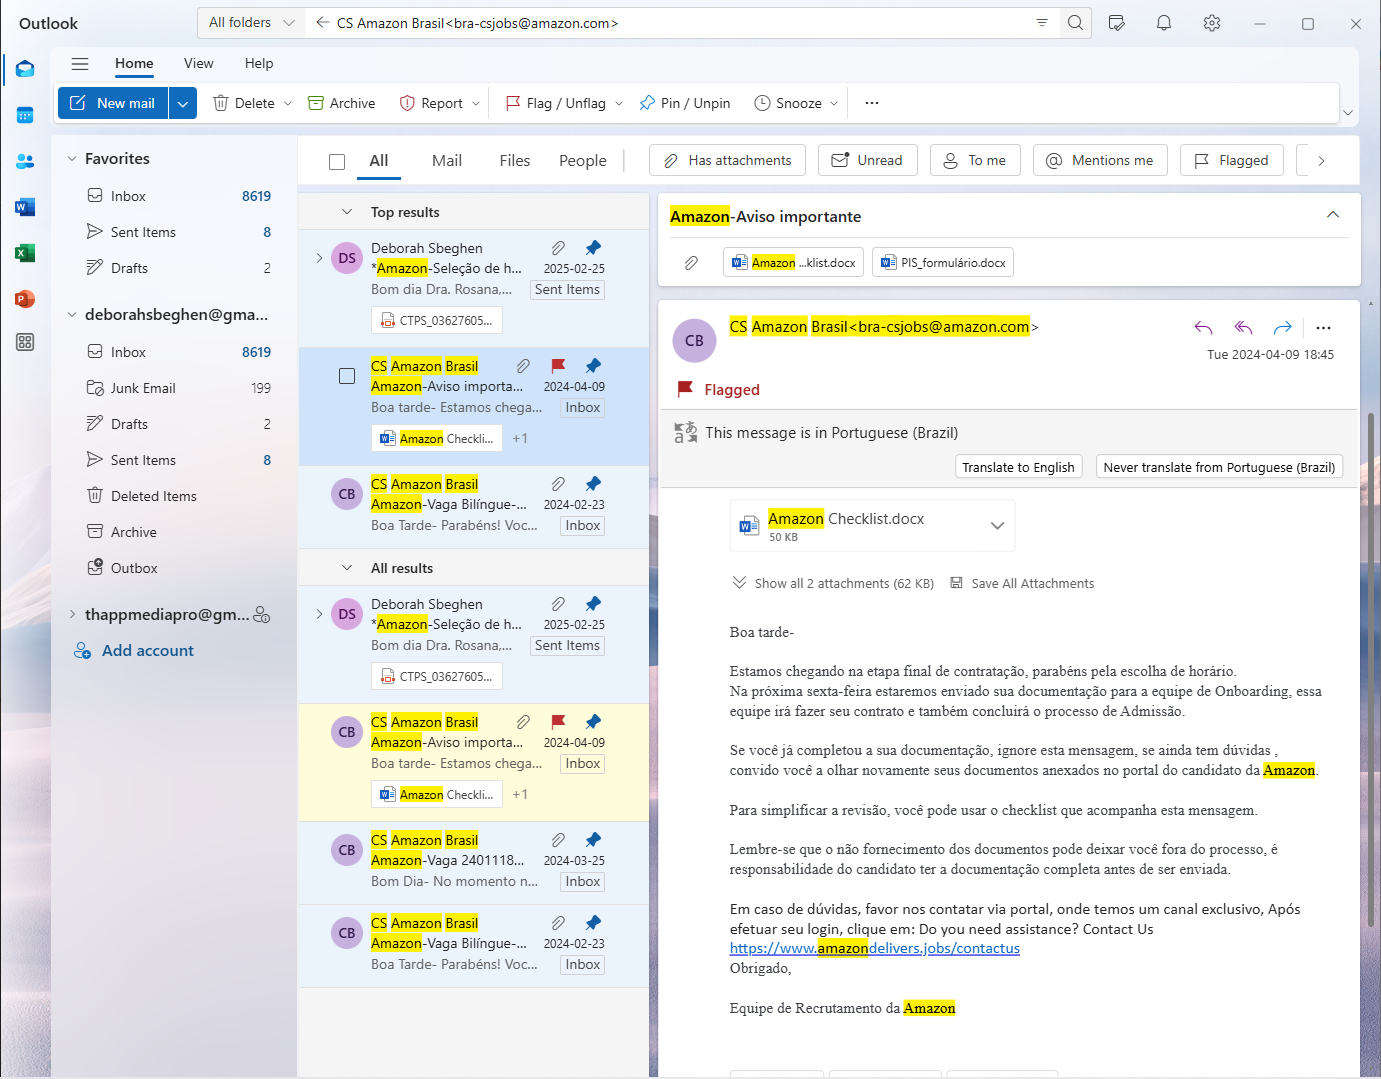 Outlook
All folders
CS Amazon Brasil<bra-csjobs@amazon.com>
Home
View
Help
New mail
Delete
Archive
Report
Flag / Unflag
Pin / Unpin
Snooze
Favorites
Inbox 8619
Sent Items 8
Drafts 2
deborahsbeghen@gma...
Inbox 8619
Junk Email 199
Drafts 2
Sent Items 8
Deleted Items
Archive
Outbox
thappmediapro@gm...
Add account
All
Mail
Files
People
Has attachments
Unread
To me
Mentions me
Flagged
Top results
DS
Deborah Sbeghen
*Amazon-Seleção de h... 2025-02-25
Bom dia Dra. Rosana,... Sent Items
CTPS_03627605...
CS Amazon Brasil
Amazon-Aviso importa... 2024-04-09
Boa tarde- Estamos chega... Inbox
Amazon Checkli... +1
CB
CS Amazon Brasil
Amazon-Vaga Bilíngue-... 2024-02-23
Boa Tarde- Parabéns! Voc... Inbox
All results
DS
Deborah Sbeghen
*Amazon-Seleção de h... 2025-02-25
Bom dia Dra. Rosana,... Sent Items
CTPS_03627605...
CB
CS Amazon Brasil
Amazon-Aviso importa... 2024-04-09
Boa tarde- Estamos chega... Inbox
Amazon Checkli... +1
CB
CS Amazon Brasil
Amazon-Vaga 2401118... 2024-03-25
Bom Dia- No momento n... Inbox
CB
CS Amazon Brasil
Amazon-Vaga Bilíngue-... 2024-02-23
Boa Tarde- Parabéns! Voc... Inbox
Amazon-Aviso importante
Amazon ...klist.docx
PIS_formulário.docx
CB
CS Amazon Brasil<bra-csjobs@amazon.com>
Tue 2024-04-09 18:45
Flagged
This message is in Portuguese (Brazil)
Translate to English
Never translate from Portuguese (Brazil)
Amazon Checklist.docx
50 KB
Show all 2 attachments (62 KB)
Save All Attachments
Boa tarde-
Estamos chegando na etapa final de contratação, parabéns pela escolha de horário.
Na próxima sexta-feira estaremos enviado sua documentação para a equipe de Onboarding, essa
equipe irá fazer seu contrato e também concluirá o processo de Admissão.
Se você já completou a sua documentação, ignore esta mensagem, se ainda tem dúvidas ,
convido você a olhar novamente seus documentos anexados no portal do candidato da Amazon.
Para simplificar a revisão, você pode usar o checklist que acompanha esta mensagem.
Lembre-se que o não fornecimento dos documentos pode deixar você fora do processo, é
responsabilidade do candidato ter a documentação completa antes de ser enviada.
Em caso de dúvidas, favor nos contatar via portal, onde temos um canal exclusivo, Após
efetuar seu login, clique em: Do you need assistance? Contact Us
https://www.amazondelivers.jobs/contactus
Obrigado,
Equipe de Recrutamento da Amazon